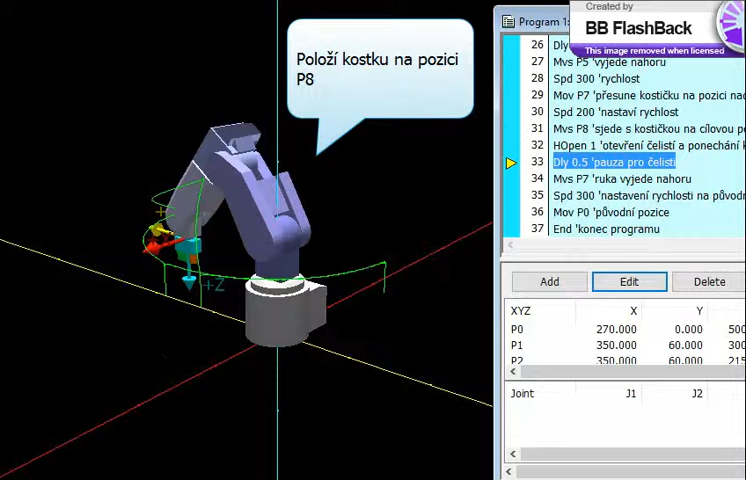 Created by
BB FlashBack
This image removed when licensed
Program 1:
Položí kostku na pozici
P8
+Z
26 Dly
27 Mvs P5 'vyjede nahoru
28 Spd 300 'rychlost
29 Mov P7 'přesune kostičku na pozici nad
30 Spd 200 'nastaví rychlost
31 Mvs P8 'sjede s kostičkou na cílovou po
32 HOpen 1 'otevření čelistí a ponechání k
33 Dly 0.5 'pauza pro čelisti
34 Mvs P7 'ruka vyjede nahoru
35 Spd 300 'nastavení rychlosti na původní
36 Mov P0 'původní pozice
37 End 'konec programu
Add Edit Delete
XYZ X Y
P0 270.000 0.000 500
P1 350.000 60.000 300
P2 350.000 60.000 215
Joint J1 J2